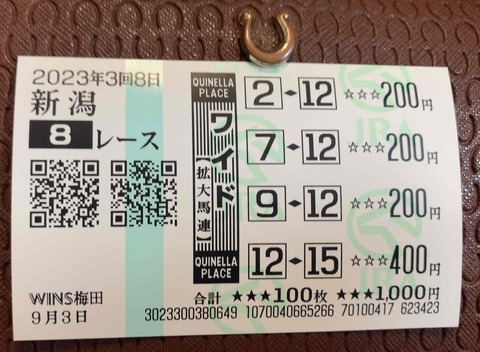 2023年3回8日
新潟
8レース
WINS梅田
9月3日
QUINELLA PLACE
ワイド
【拡大馬連】
QUINELLA PLACE
2 12 ☆☆☆200円
7 12 ☆☆☆200円
9 12 ☆☆☆200円
12 15 ☆☆☆400円
合計 ★★★100枚 ★★★1,000円
3023300380649 1070040665266 70100417 623423
JRA